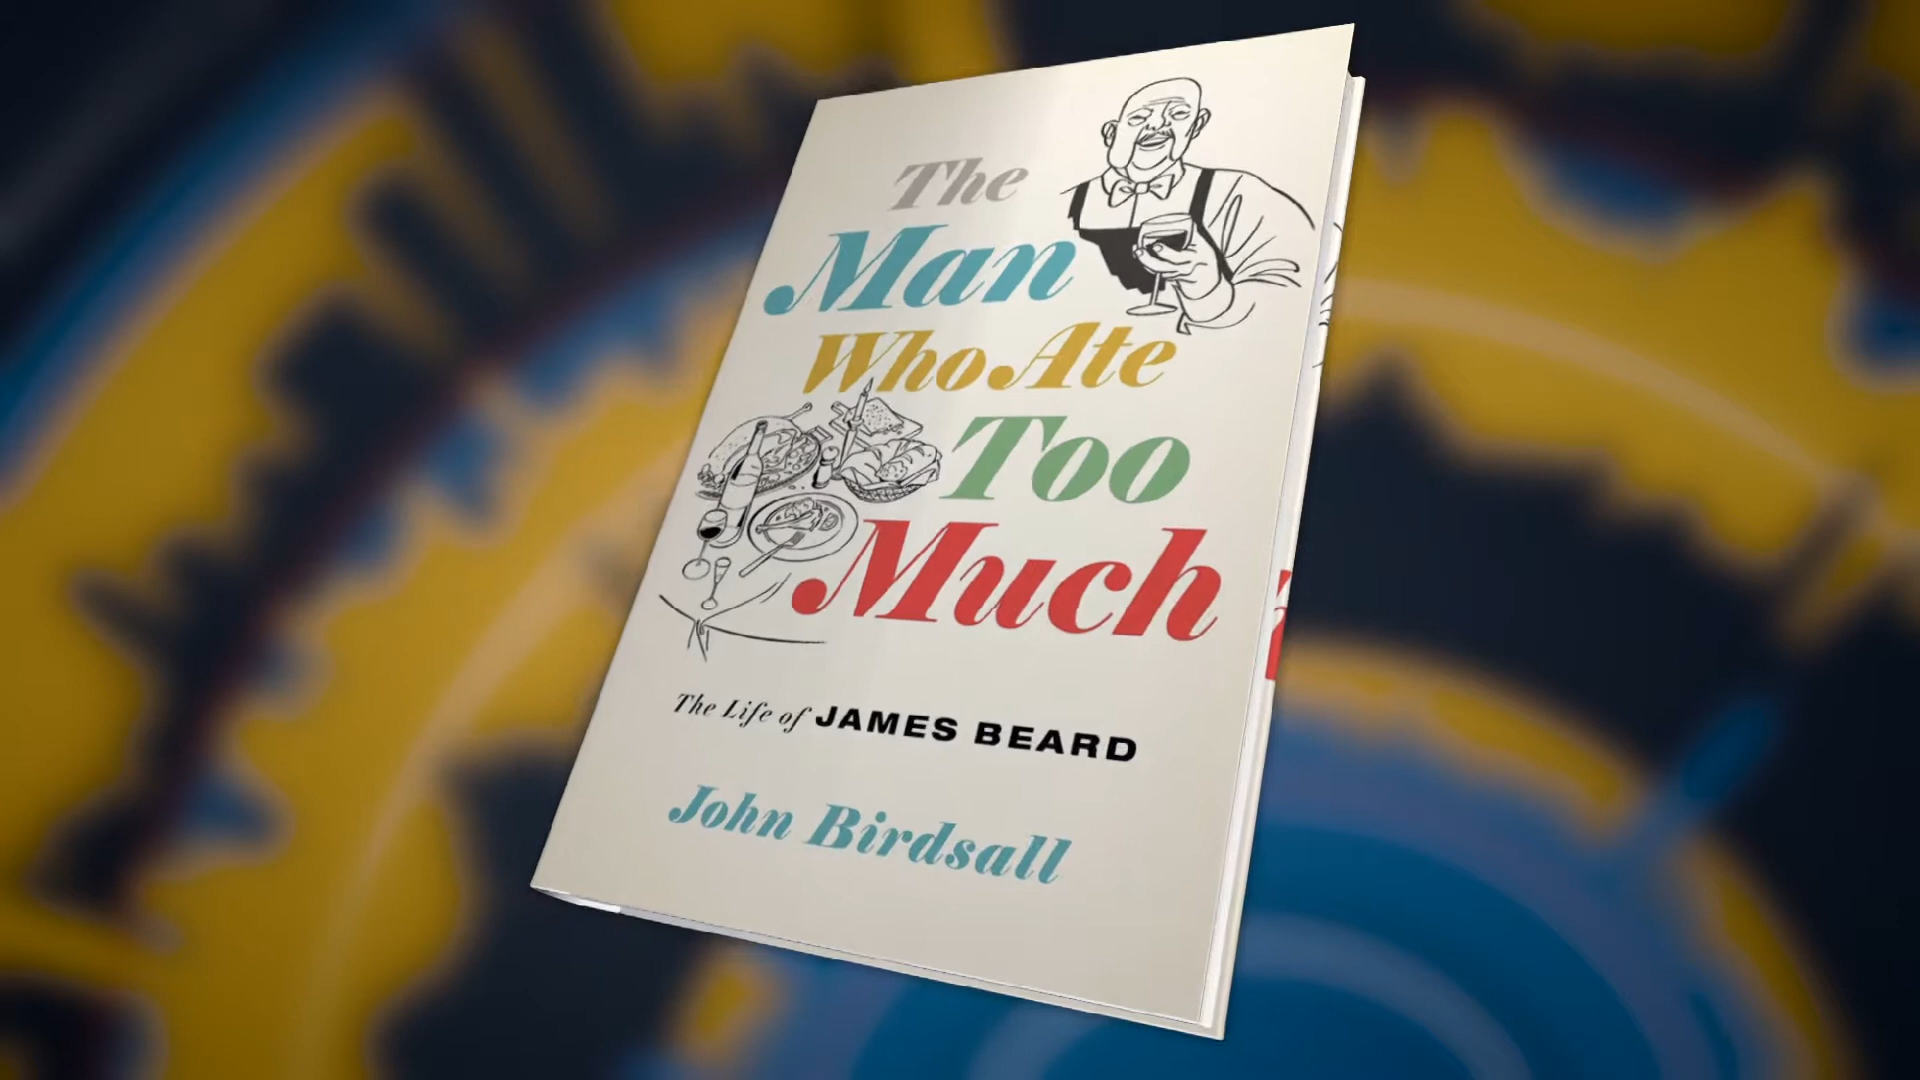 The
Man
Who Ate
Too
Much
The Life of JAMES BEARD
John Birdsall